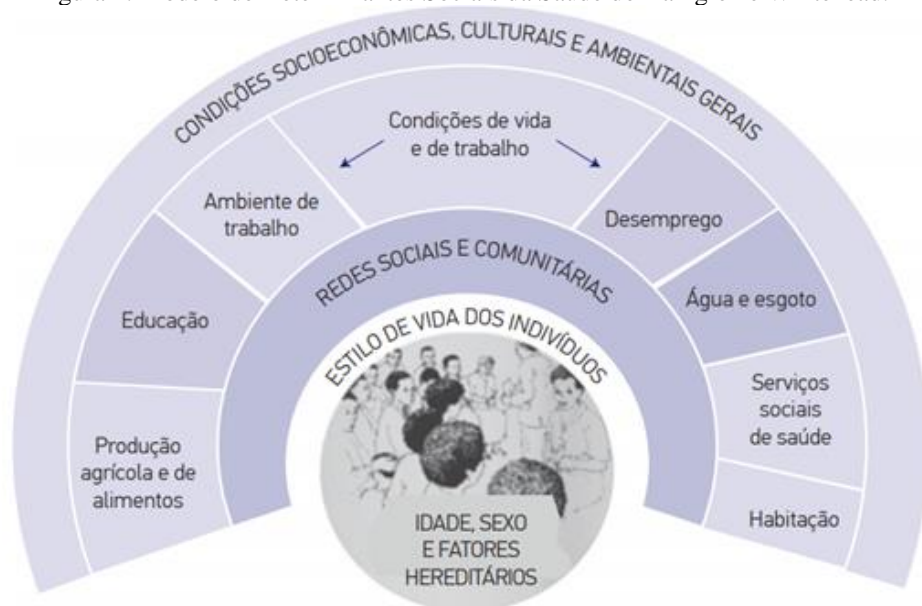 CONDIÇÕES SOCIOECONÔMICAS, CULTURAIS E AMBIENTAIS GERAIS
Condições de vida
e de trabalho
Ambiente de
trabalho
Desemprego
Educação
Água e esgoto
Produção
agrícola e de
alimentos
Serviços
sociais
de saúde
Habitação
REDES SOCIAIS E COMUNITÁRIAS
ESTILO DE VIDA DOS INDIVÍDUOS
IDADE, SEXO
E FATORES
HEREDITÁRIOS